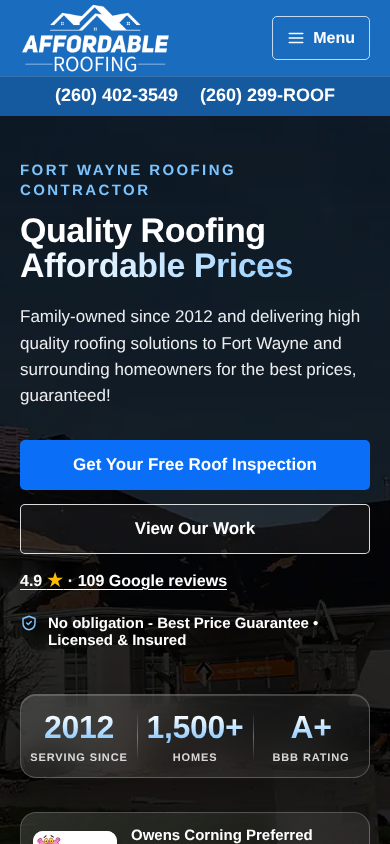 AFFORDABLE
ROOFING
Menu
(260) 402-3549 (260) 299-ROOF
FORT WAYNE ROOFING
CONTRACTOR
Quality Roofing
Affordable Prices
Family-owned since 2012 and delivering high
quality roofing solutions to Fort Wayne and
surrounding homeowners for the best prices,
guaranteed!
Get Your Free Roof Inspection
View Our Work
4.9 ★ · 109 Google reviews
No obligation - Best Price Guarantee •
Licensed & Insured
2012 1,500+ A+
SERVING SINCE HOMES BBB RATING
Owens Corning Preferred